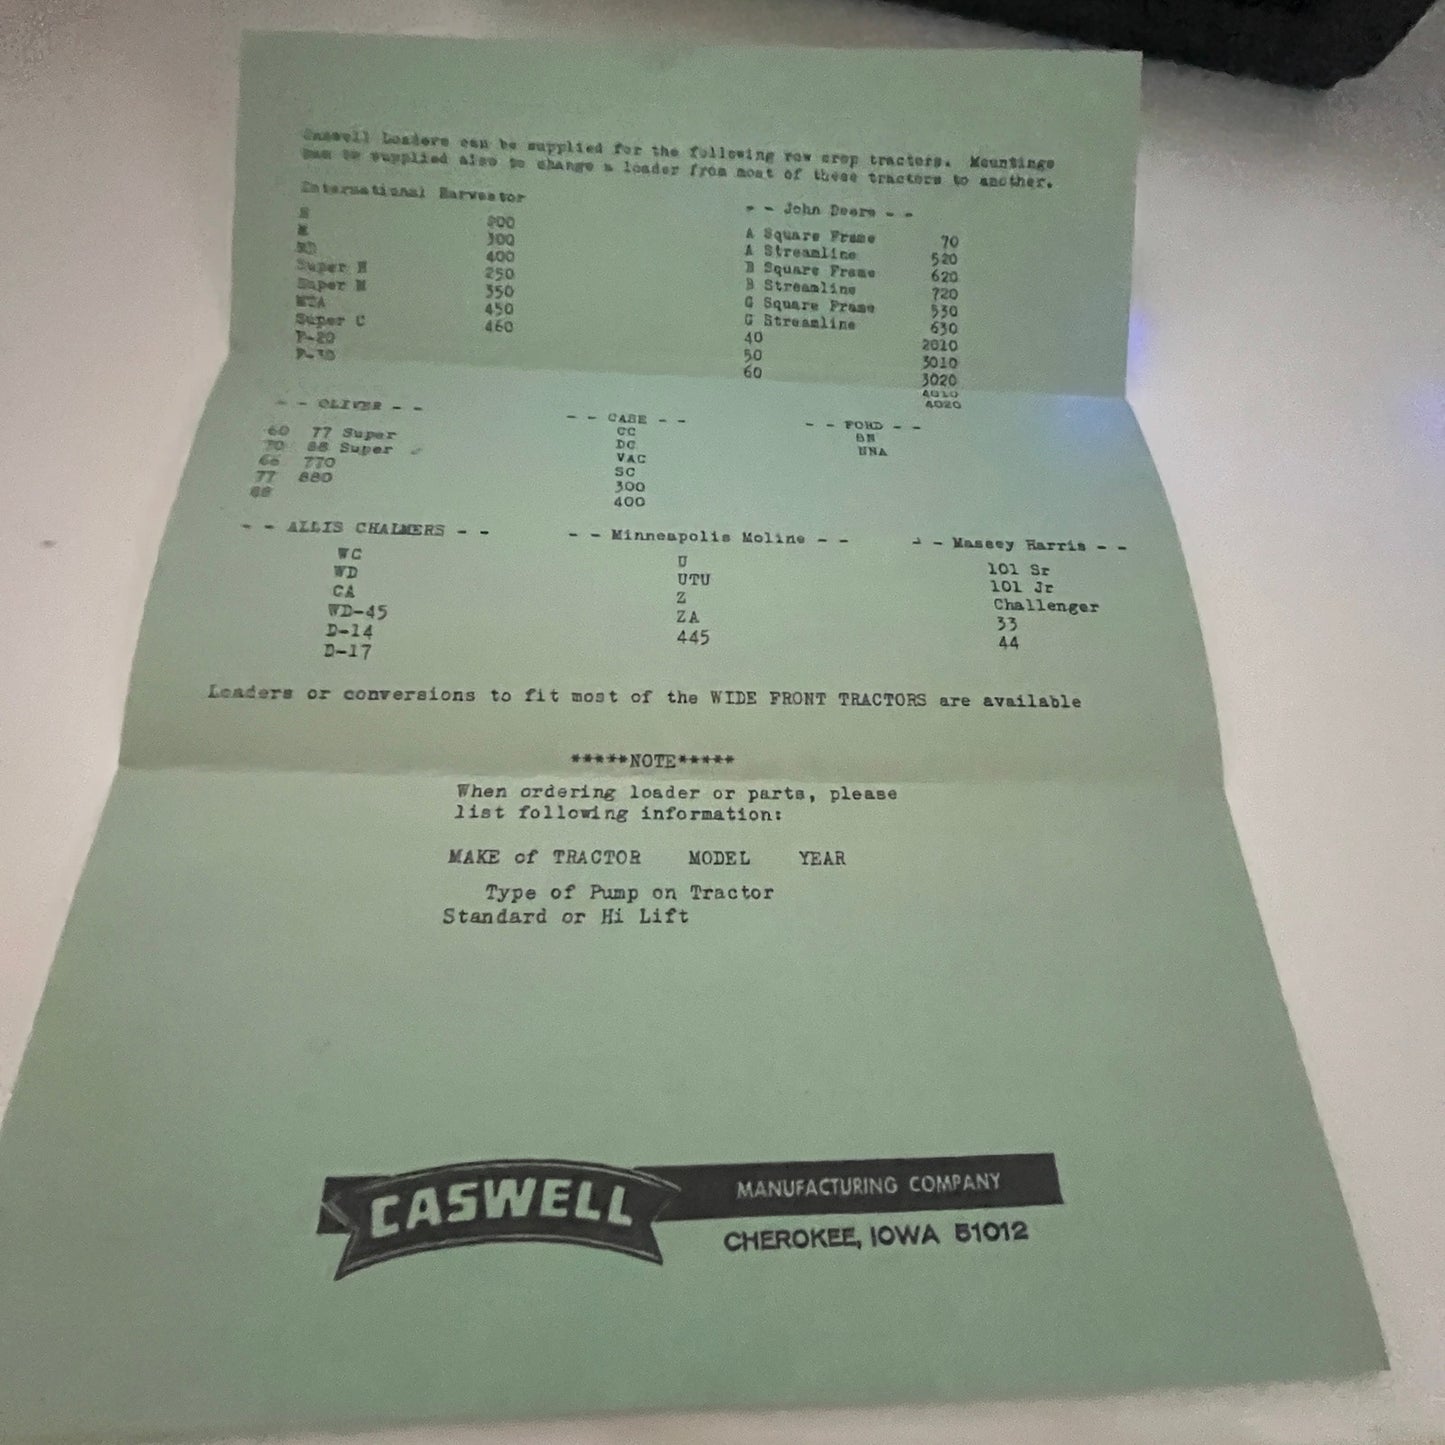 Caswell Loaders can be supplied for the following row crop tractors. Mountings
can be supplied also to change a loader from most of these tractors to another.
International Harvestor
H 200
M 300
MD 400
Super H 250
Super M 350
MTA 450
Super C 460
F-20
F-30
- - John Deere - -
A Square Frame 70
A Streamline 520
B Square Frame 620
B Streamline 720
G Square Frame 530
G Streamline 630
40 2010
50 3010
60 3020
4010
4020
- - OLIVER - -
60 77 Super
70 88 Super
66 770
77 880
88
- - CASE - -
CC
DC
VAC
SC
300
400
- - FORD - -
8N
- - ALLIS CHALMERS - -
WC
WD
CA
WD-45
D-14
D-17
- - Minneapolis Moline - -
U
UTU
Z
ZA
445
- - Massey Harris - -
101 Sr
101 Jr
Challenger
33
44
Loaders or conversions to fit most of the WIDE FRONT TRACTORS are available
*****NOTE*****
When ordering loader or parts, please
list following information:
MAKE of TRACTOR MODEL YEAR
Type of Pump on Tractor
Standard or Hi Lift
CASWELL MANUFACTURING COMPANY
CHEROKEE, IOWA 51012